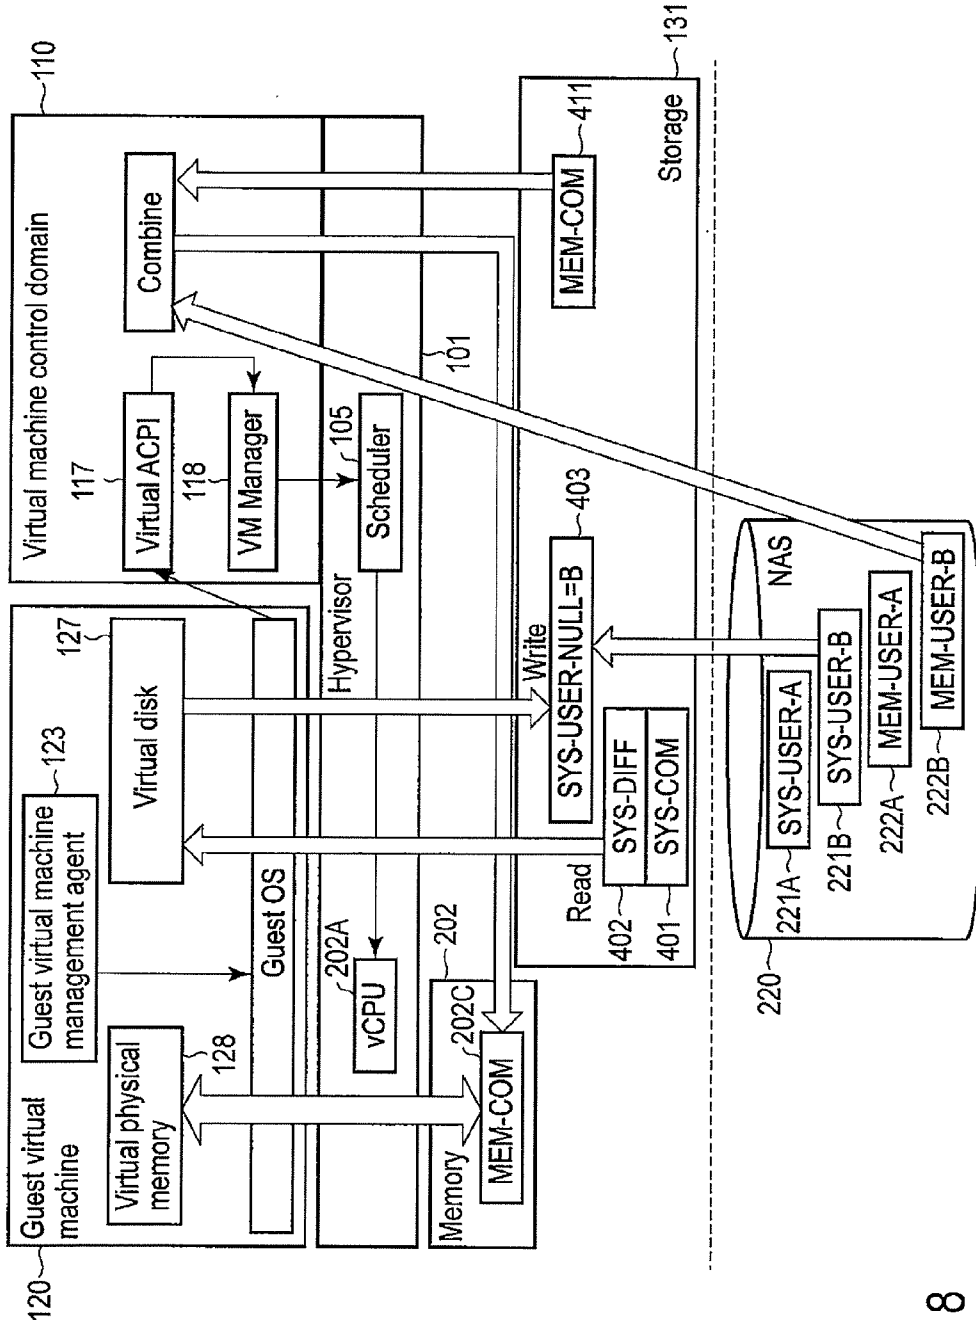 120
Guest virtual
machine
Guest virtual machine
management agent
123
Virtual physical
memory
128
Virtual disk
127
Guest OS
Virtual machine control domain
110
Virtual ACPI
117
VM Manager
118
Combine
Hypervisor
101
vCPU
202A
Scheduler
105
Memory
202
MEM-COM
202C
Read
Write
SYS-DIFF
402
SYS-COM
401
SYS-USER-NULL=B
403
MEM-COM
411
Storage
131
220
NAS
SYS-USER-A
221A
SYS-USER-B
221B
MEM-USER-A
222A
MEM-USER-B
222B
8